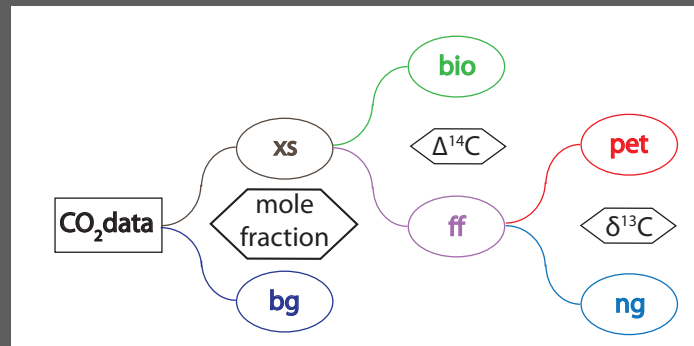 bio
xs
Δ¹⁴C
pet
CO₂data
mole
fraction
ff
δ¹³C
bg
ng